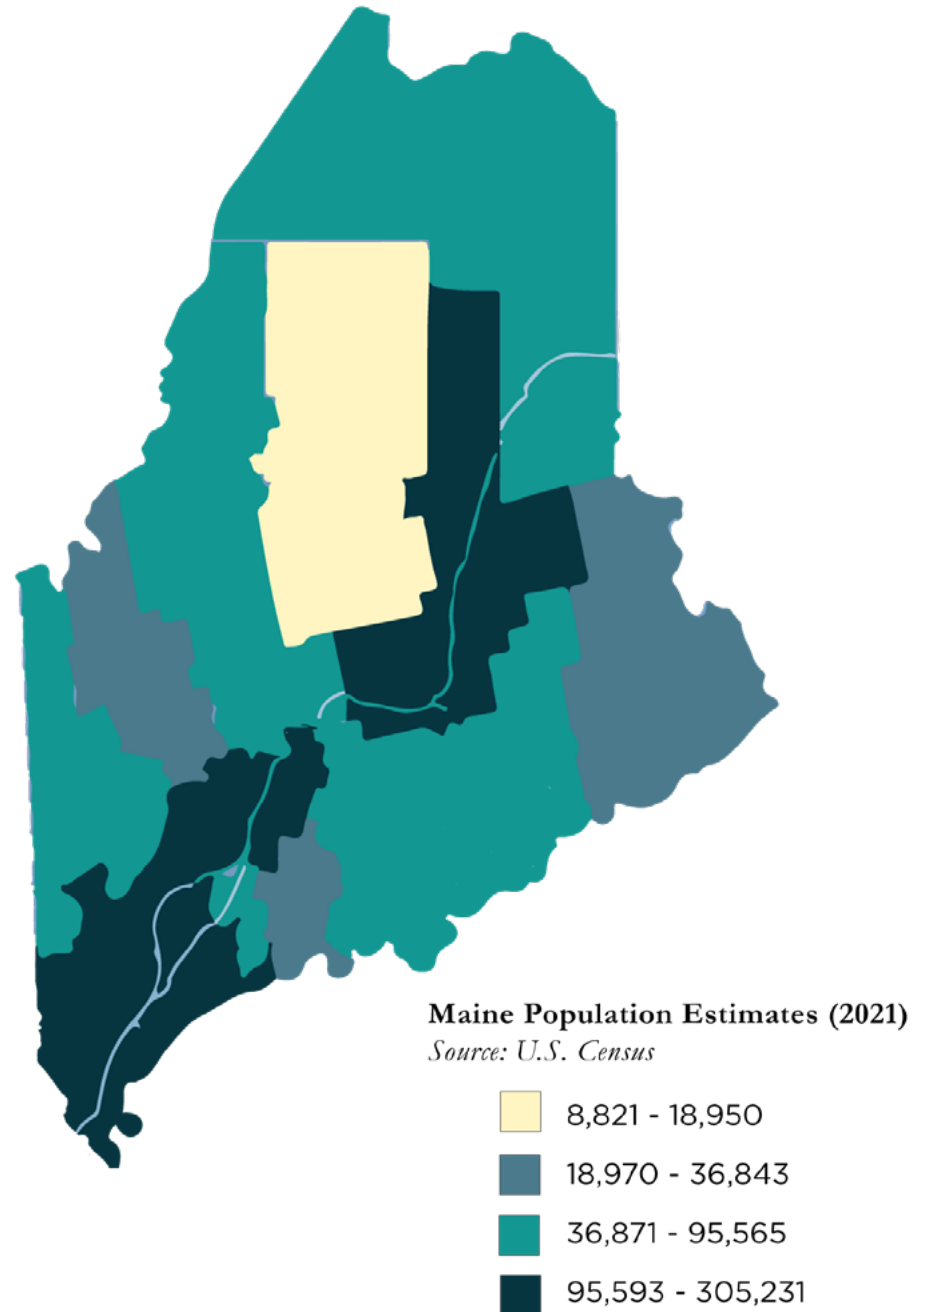 Maine Population Estimates (2021)
Source: U.S. Census
8,821 - 18,950
18,970 - 36,843
36,871 - 95,565
95,593 - 305,231